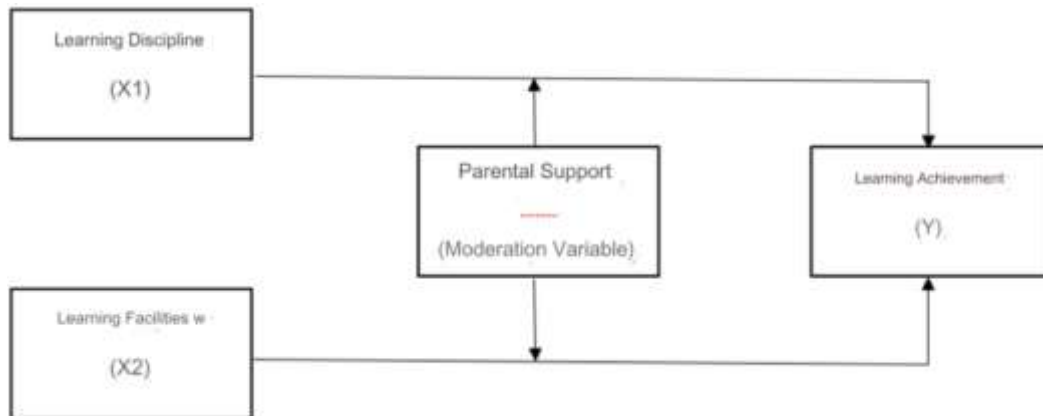 Learning Discipline
(X1)
Parental Support
(Moderation Variable)
Learning Achievement
(Y)
Learning Facilities w
(X2)